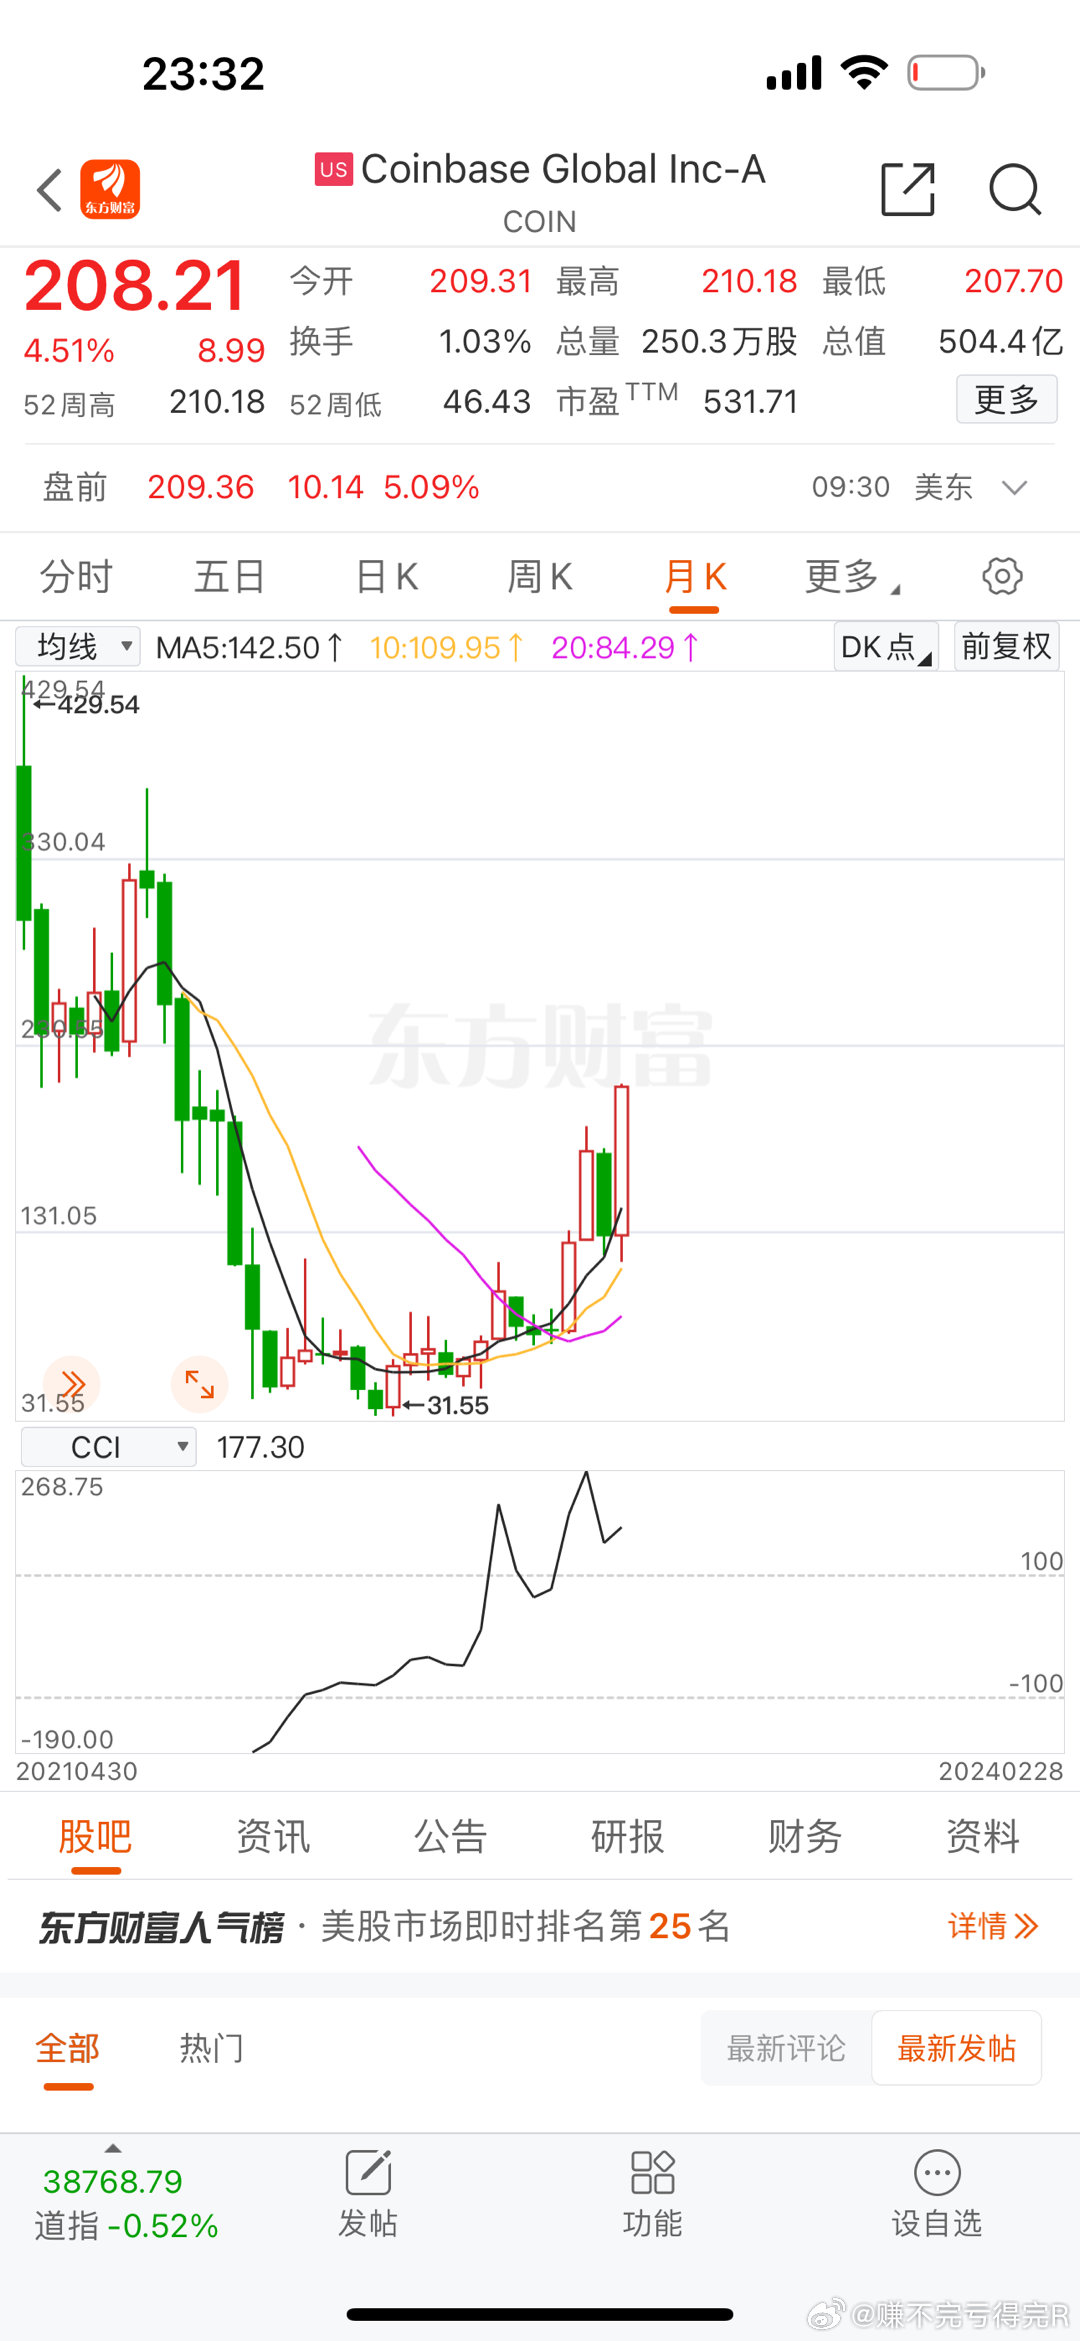 23:32
东方财富
US Coinbase Global Inc-A
COIN
208.21 今开 209.31 最高 210.18 最低 207.70
4.51% 8.99 换手 1.03% 总量 250.3万股 总值 504.4亿
52周高 210.18 52周低 46.43 市盈TTM 531.71 更多
盘前 209.36 10.14 5.09% 09:30 美东
分时 五日 日K 周K 月K 更多
均线 MA5:142.50↑ 10:109.95↑ 20:84.29↑ DK点 前复权
429.54
←429.54
330.04
东方财富
230.55
131.05
31.55
←31.55
CCI 177.30
268.75
100
-100
-190.00
20210430 20240228
股吧 资讯 公告 研报 财务 资料
东方财富人气榜 · 美股市场即时排名第25名 详情
全部 热门 最新评论 最新发帖
38768.79
道指 -0.52% 发帖 功能 设自选
@赚不完亏得完R